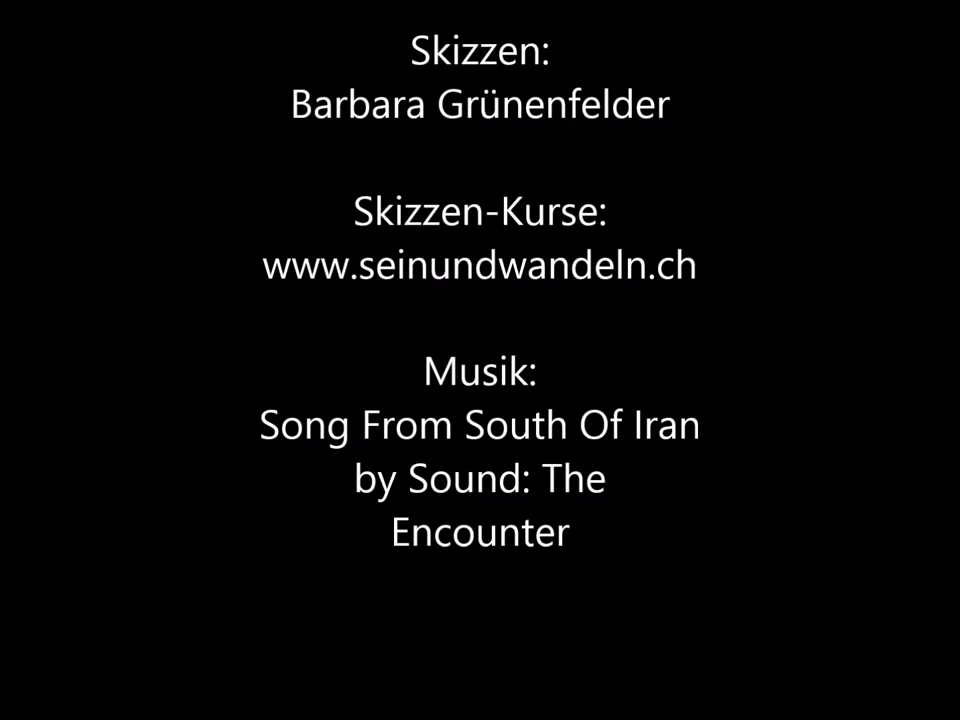 Skizzen:
Barbara Grünenfelder
Skizzen-Kurse:
www.seinundwandeln.ch
Musik:
Song From South Of Iran
by Sound: The
Encounter